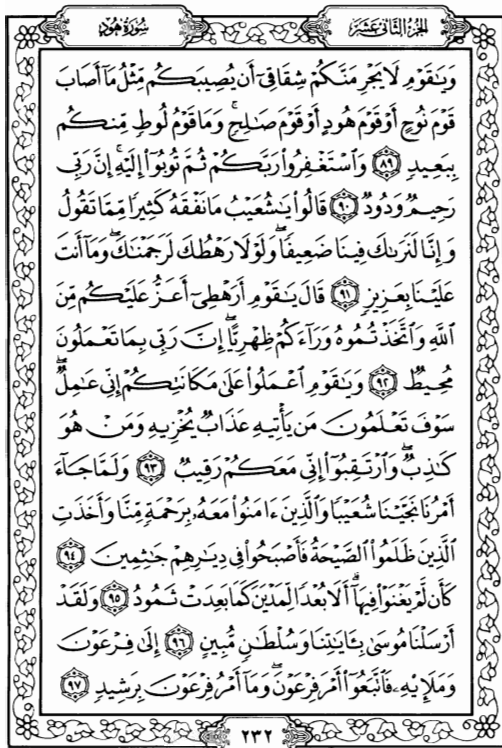 الجزء الثاني عشر
سورة هود
وَيَٰقَوْمِ لَا يَجْرِمَنَّكُمْ شِقَاقِىٓ أَن يُصِيبَكُم مِّثْلُ مَآ أَصَابَ
قَوْمَ نُوحٍ أَوْ قَوْمَ هُودٍ أَوْ قَوْمَ صَٰلِحٍ ۚ وَمَا قَوْمُ لُوطٍ مِّنكُم
بِبَعِيدٍ ٨٩ وَٱسْتَغْفِرُوا۟ رَبَّكُمْ ثُمَّ تُوبُوٓا۟ إِلَيْهِ ۚ إِنَّ رَبِّى
رَحِيمٌ وَدُودٌ ٩٠ قَالُوا۟ يَٰشُعَيْبُ مَا نَفْقَهُ كَثِيرًا مِّمَّا تَقُولُ
وَإِنَّا لَنَرَىٰكَ فِينَا ضَعِيفًا ۖ وَلَوْلَا رَهْطُكَ لَرَجَمْنَٰكَ ۖ وَمَآ أَنتَ
عَلَيْنَا بِعَزِيزٍ ٩١ قَالَ يَٰقَوْمِ أَرَهْطِىٓ أَعَزُّ عَلَيْكُم مِّنَ
ٱللَّهِ وَٱتَّخَذْتُمُوهُ وَرَآءَكُمْ ظِهْرِيًّا ۖ إِنَّ رَبِّى بِمَا تَعْمَلُونَ
مُحِيطٌ ٩٢ وَيَٰقَوْمِ ٱعْمَلُوا۟ عَلَىٰ مَكَانَتِكُمْ إِنِّى عَٰمِلٌ ۖ
سَوْفَ تَعْلَمُونَ مَن يَأْتِيهِ عَذَابٌ يُخْزِيهِ وَمَنْ هُوَ
كَٰذِبٌ ۖ وَٱرْتَقِبُوٓا۟ إِنِّى مَعَكُمْ رَقِيبٌ ٩٣ وَلَمَّا جَآءَ
أَمْرُنَا نَجَّيْنَا شُعَيْبًا وَٱلَّذِينَ ءَامَنُوا۟ مَعَهُۥ بِرَحْمَةٍ مِّنَّا وَأَخَذَتِ
ٱلَّذِينَ ظَلَمُوا۟ ٱلصَّيْحَةُ فَأَصْبَحُوا۟ فِى دِيَٰرِهِمْ جَٰثِمِينَ ٩٤
كَأَن لَّمْ يَغْنَوْا۟ فِيهَآ ۗ أَلَا بُعْدًا لِّمَدْيَنَ كَمَا بَعِدَتْ ثَمُودُ ٩٥ وَلَقَدْ
أَرْسَلْنَا مُوسَىٰ بِـَٔايَٰتِنَا وَسُلْطَٰنٍ مُّبِينٍ ٩٦ إِلَىٰ فِرْعَوْنَ
وَمَلَإِي۟هِۦ فَٱتَّبَعُوٓا۟ أَمْرَ فِرْعَوْنَ ۖ وَمَآ أَمْرُ فِرْعَوْنَ بِرَشِيدٍ ٩٧
٢٣٢